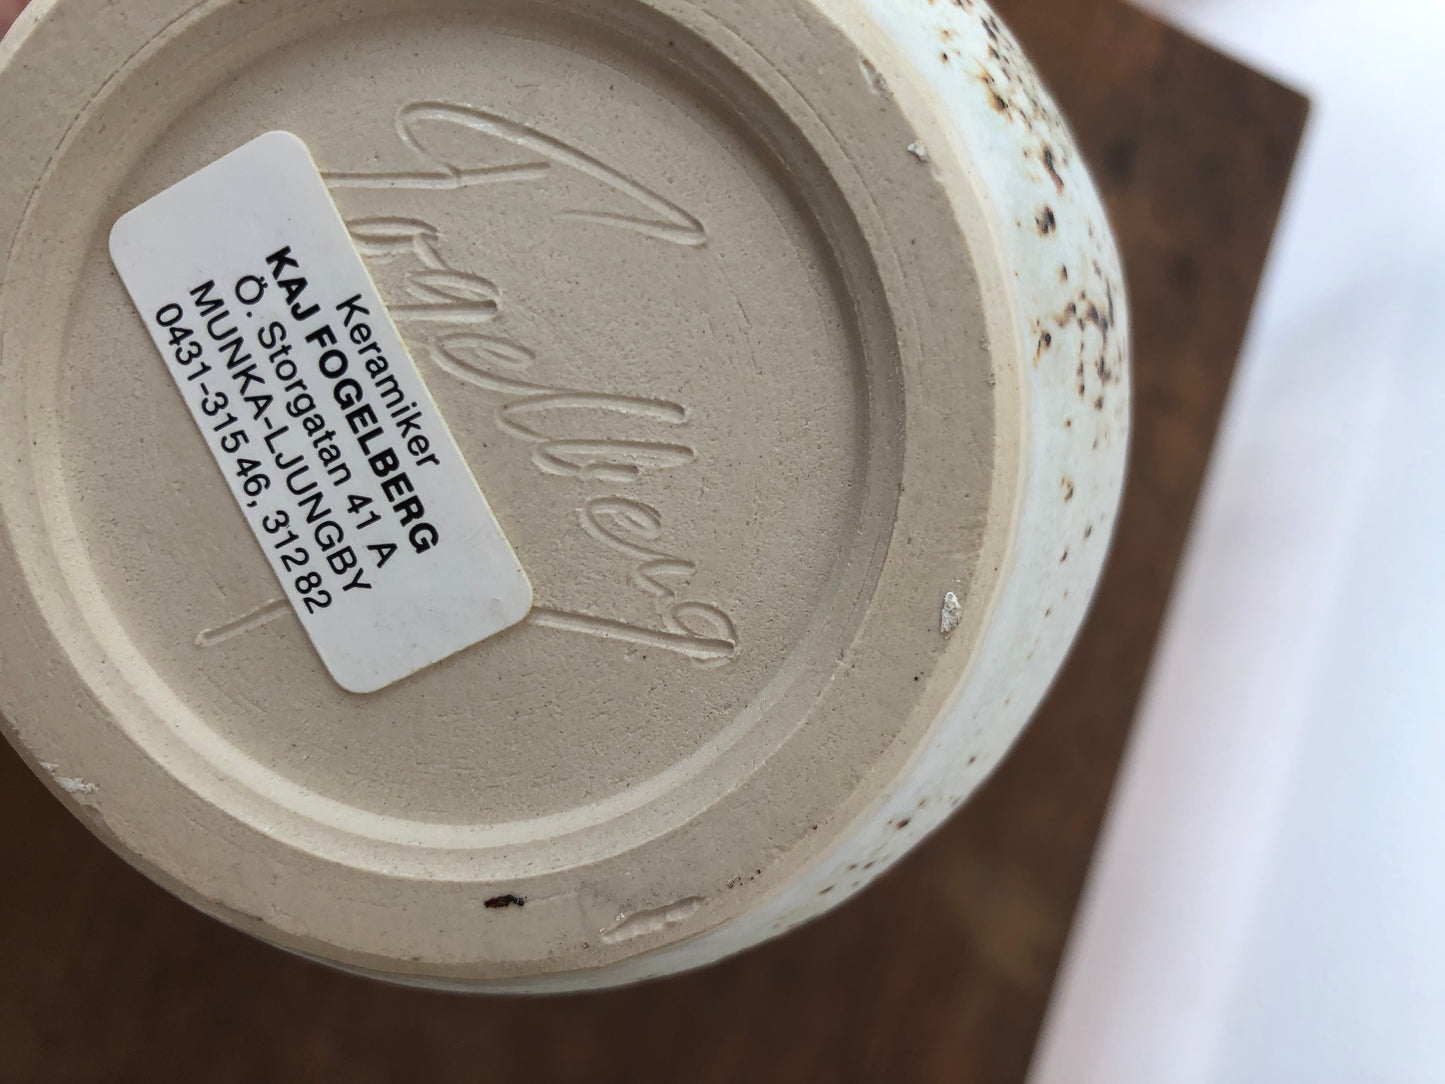 Keramiker
KAJ FOGELBERG
Ö. Storgatan 41 A
MUNKA-LJUNGBY
0431-315 46, 312 82
Fogelberg